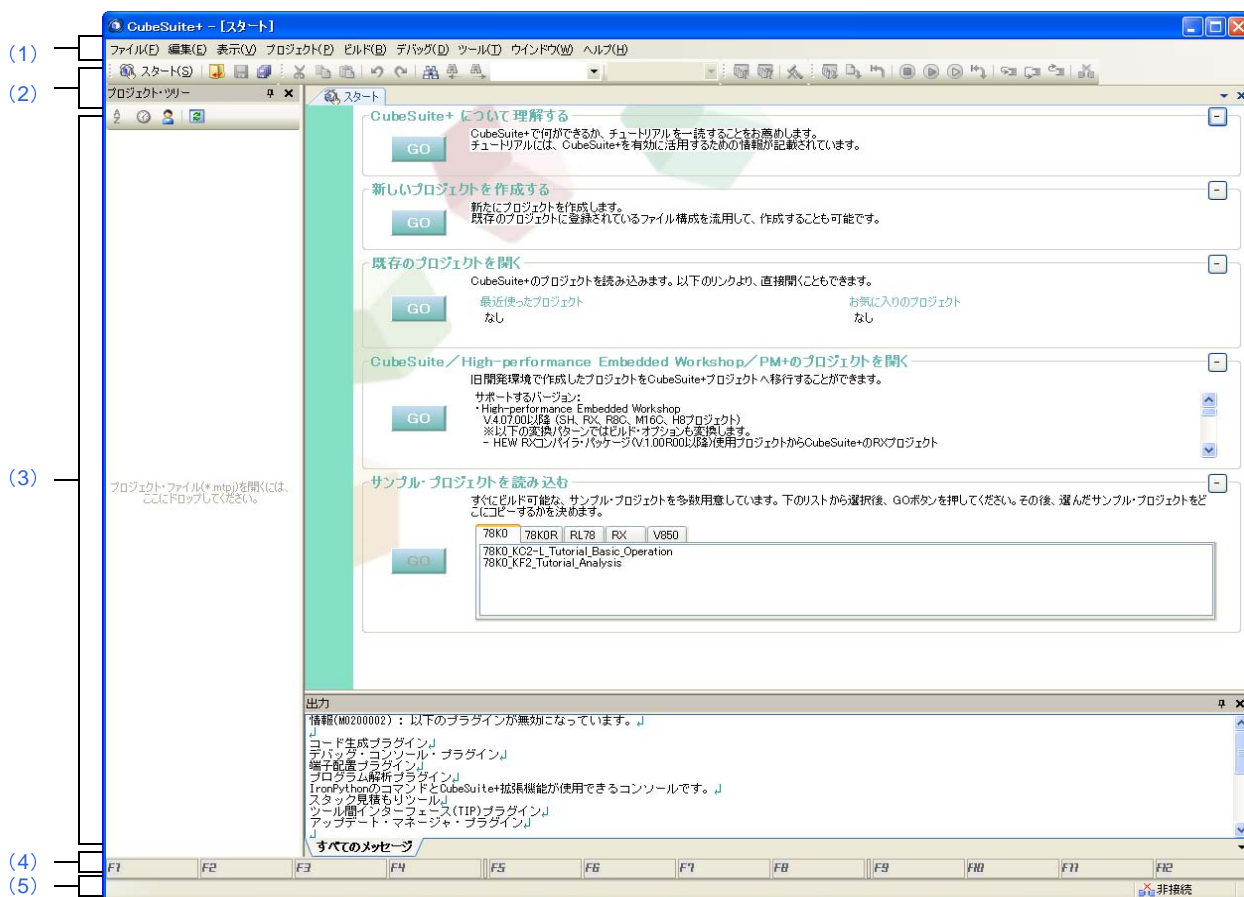 CubeSuite+ - [スタート]
(1)
ファイル(F) 編集(E) 表示(V) プロジェクト(P) ビルド(B) デバッグ(D) ツール(T) ウインドウ(W) ヘルプ(H)
(2)
スタート(S)
プロジェクト・ツリー
スタート
(3)
プロジェクト・ファイル(*.mtpj)を開くには、
ここにドロップしてください。
CubeSuite+ について理解する
GO
CubeSuite+で何ができるか、チュートリアルを一読することをお薦めします。
チュートリアルには、CubeSuite+を有効に活用するための情報が記載されています。
新しいプロジェクトを作成する
GO
新たにプロジェクトを作成します。
既存のプロジェクトに登録されているファイル構成を流用して、作成することも可能です。
既存のプロジェクトを開く
GO
CubeSuite+のプロジェクトを読み込みます。以下のリンクより、直接開くこともできます。
最近使ったプロジェクト お気に入りのプロジェクト
なし なし
CubeSuite/High-performance Embedded Workshop/PM+のプロジェクトを開く
GO
旧開発環境で作成したプロジェクトをCubeSuite+プロジェクトへ移行することができます。
サポートするバージョン:
・High-performance Embedded Workshop
V.4.07.00以降 (SH、RX、R8C、M16C、H8プロジェクト)
※以下の変換パターンではビルド・オプションも変換します。
- HEW RXコンパイラ・パッケージ(V.1.00R00以降)使用プロジェクトからCubeSuite+のRXプロジェクト
サンプル・プロジェクトを読み込む
GO
すぐにビルド可能な、サンプル・プロジェクトを多数用意しています。下のリストから選択後、GOボタンを押してください。その後、選んだサンプル・プロジェクトをど
こにコピーするかを決めます。
78K0 78K0R RL78 RX V850
78K0_KC2-L_Tutorial_Basic_Operation
78K0_KF2_Tutorial_Analysis
出力
情報(M0200002) : 以下のプラグインが無効になっています。↲
↲
コード生成プラグイン↲
デバッグ・コンソール・プラグイン↲
端子配置プラグイン↲
プログラム解析プラグイン↲
IronPythonのコマンドとCubeSuite+拡張機能が使用できるコンソールです。↲
スタック見積もりツール↲
ツール間インターフェース(TIP)プラグイン↲
アップデート・マネージャ・プラグイン↲
↲
すべてのメッセージ
(4)
F1 F2 F3 F4 F5 F6 F7 F8 F9 F10 F11 F12
(5)
非接続